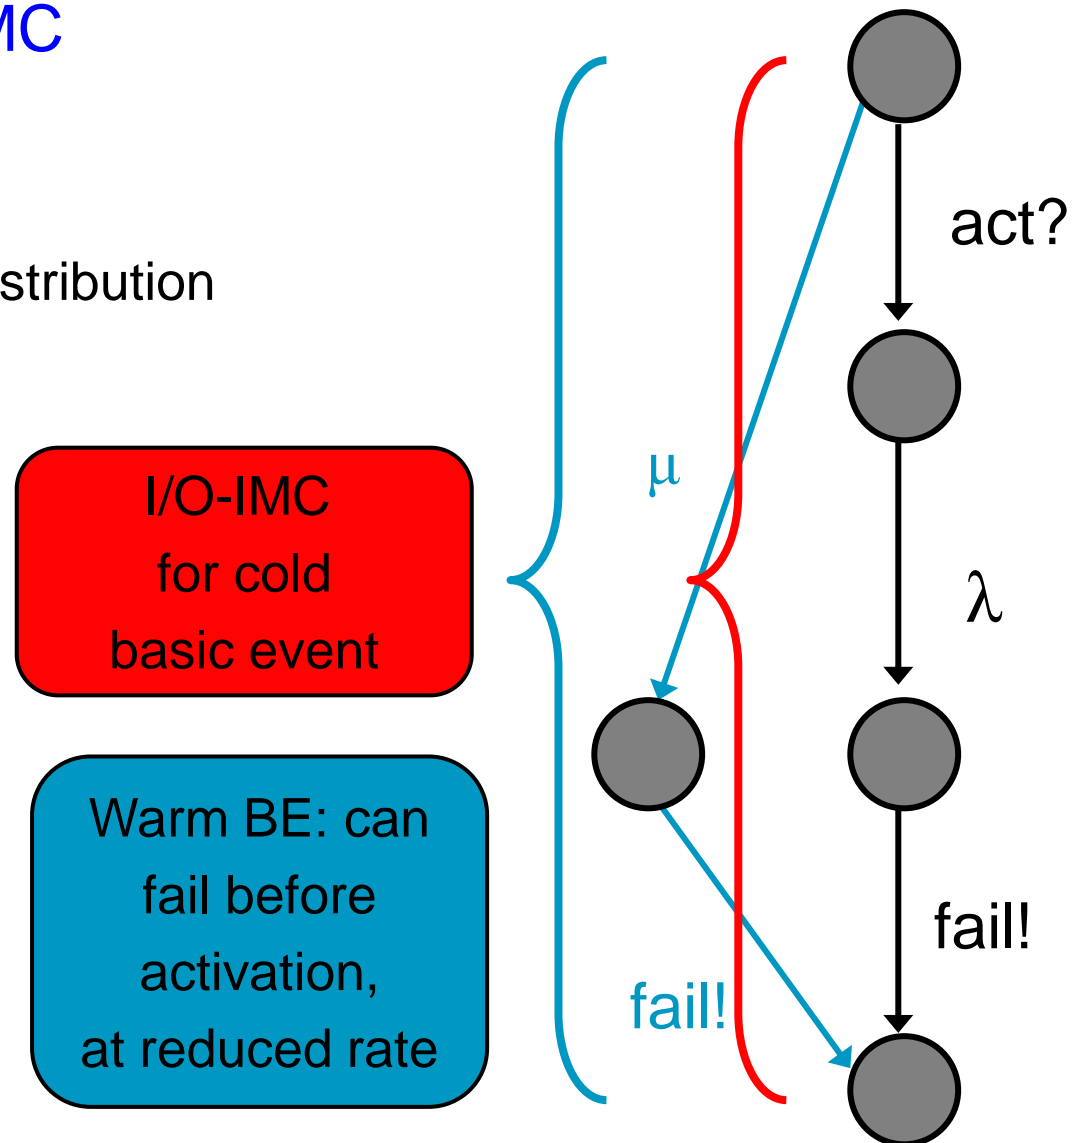 MC
stribution
act?
μ
I/O-IMC
for cold
basic event
λ
Warm BE: can
fail before
activation,
at reduced rate
fail!
fail!